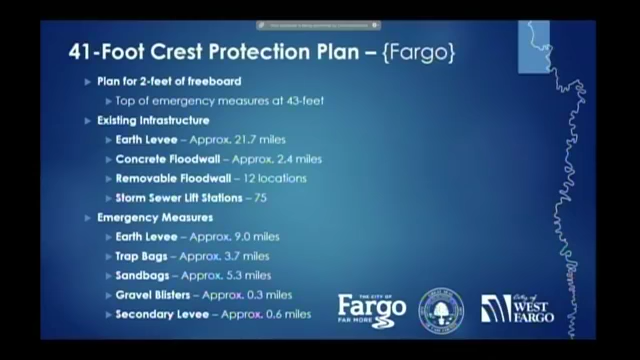 41-Foot Crest Protection Plan – {Fargo}
Plan for 2-feet of freeboard
Top of emergency measures at 43-feet
Existing Infrastructure
Earth Levee – Approx. 21.7 miles
Concrete Floodwall – Approx. 2.4 miles
Removable Floodwall – 12 locations
Storm Sewer Lift Stations – 75
Emergency Measures
Earth Levee – Approx. 9.0 miles
Trap Bags – Approx. 3.7 miles
Sandbags – Approx. 5.3 miles
Gravel Blisters – Approx. 0.3 miles
Secondary Levee – Approx. 0.6 miles
THE CITY OF
Fargo
FAR MORE
City of
WEST
FARGO